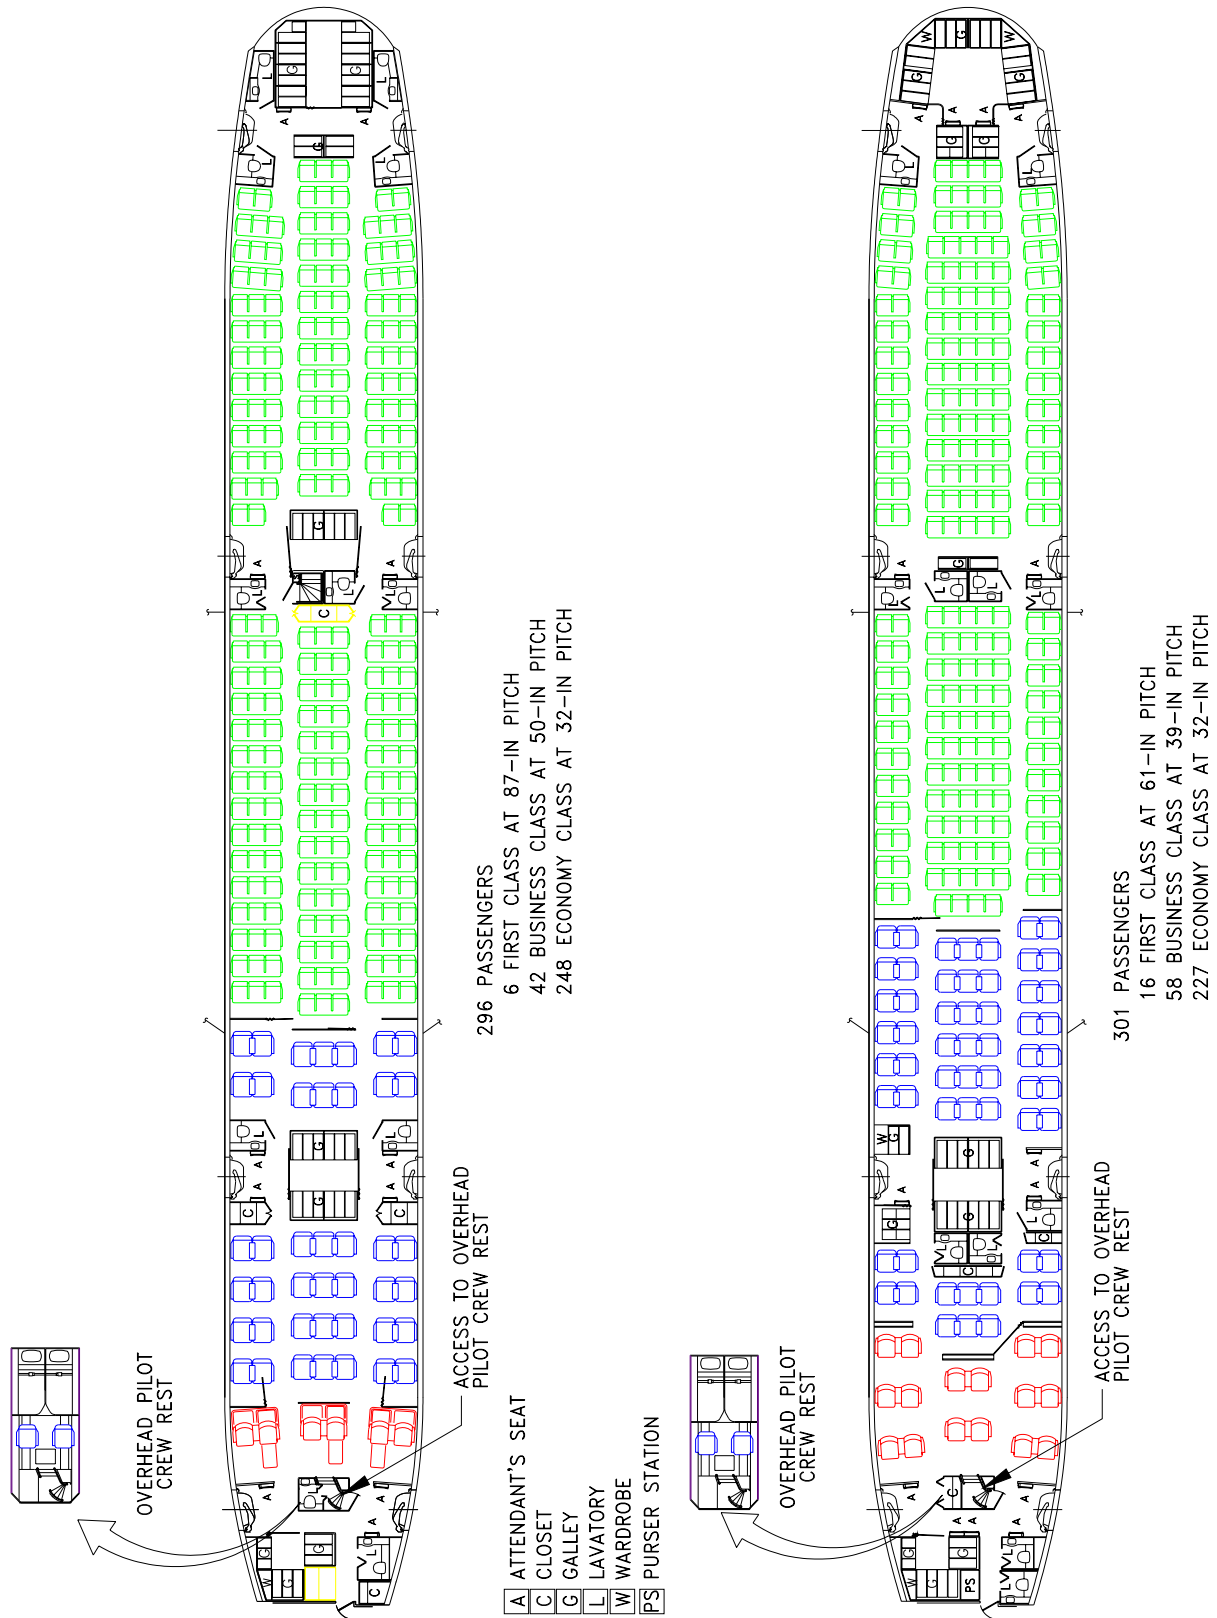 OVERHEAD PILOT
CREW REST
ACCESS TO OVERHEAD
PILOT CREW REST
296 PASSENGERS
6 FIRST CLASS AT 87-IN PITCH
42 BUSINESS CLASS AT 50-IN PITCH
248 ECONOMY CLASS AT 32-IN PITCH
A ATTENDANT'S SEAT
C CLOSET
G GALLEY
L LAVATORY
W WARDROBE
PS PURSER STATION
OVERHEAD PILOT
CREW REST
ACCESS TO OVERHEAD
PILOT CREW REST
301 PASSENGERS
16 FIRST CLASS AT 61-IN PITCH
58 BUSINESS CLASS AT 39-IN PITCH
227 ECONOMY CLASS AT 32-IN PITCH